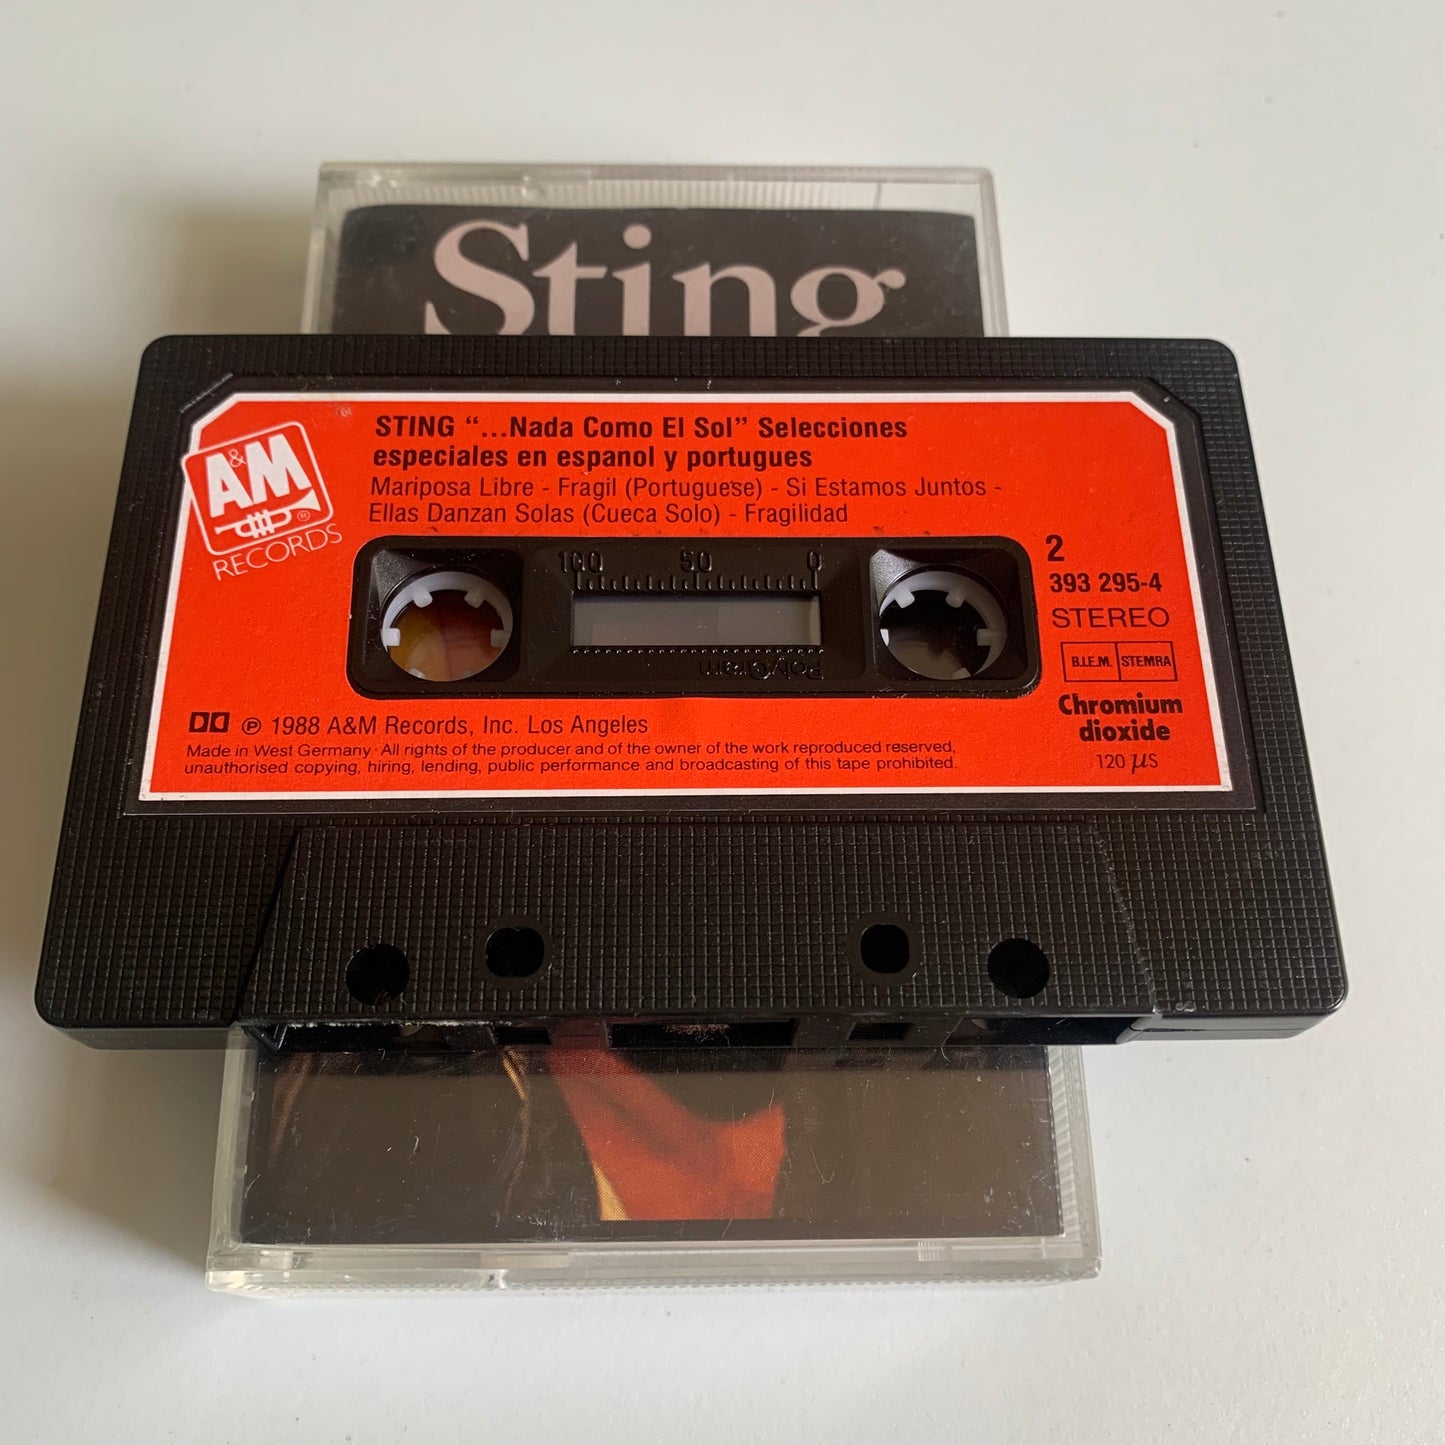 Sting
STING “...Nada Como El Sol” Selecciones
especiales en espanol y portugues
Mariposa Libre - Fragil (Portuguese) - Si Estamos Juntos -
Ellas Danzan Solas (Cueca Solo) - Fragilidad
TM
A&M
®
RECORDS
100 50 0
PolyGram
2
393 295-4
STEREO
B.I.E.M. STEMRA
Chromium
dioxide
120 µs
℗ 1988 A&M Records, Inc. Los Angeles
Made in West Germany · All rights of the producer and of the owner of the work reproduced reserved,
unauthorised copying, hiring, lending, public performance and broadcasting of this tape prohibited.